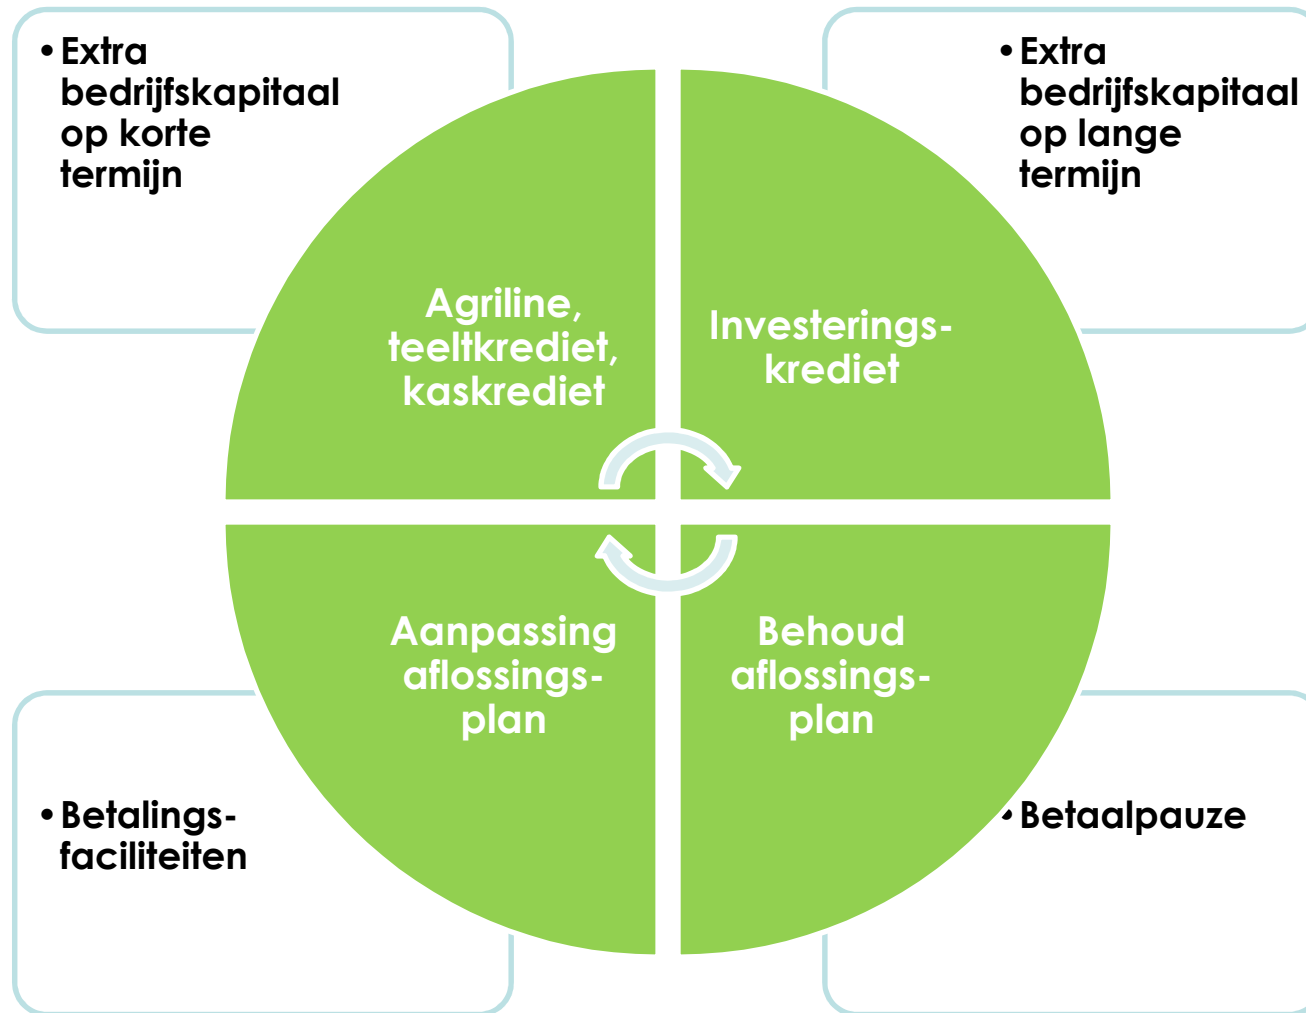 • Extra
bedrijfskapitaal
op korte
termijn
• Extra
bedrijfskapitaal
op lange
termijn
Agriline,
teeltkrediet,
kaskrediet
Investerings-
krediet
Aanpassing
aflossings-
plan
Behoud
aflossings-
plan
• Betalings-
faciliteiten
• Betaalpauze